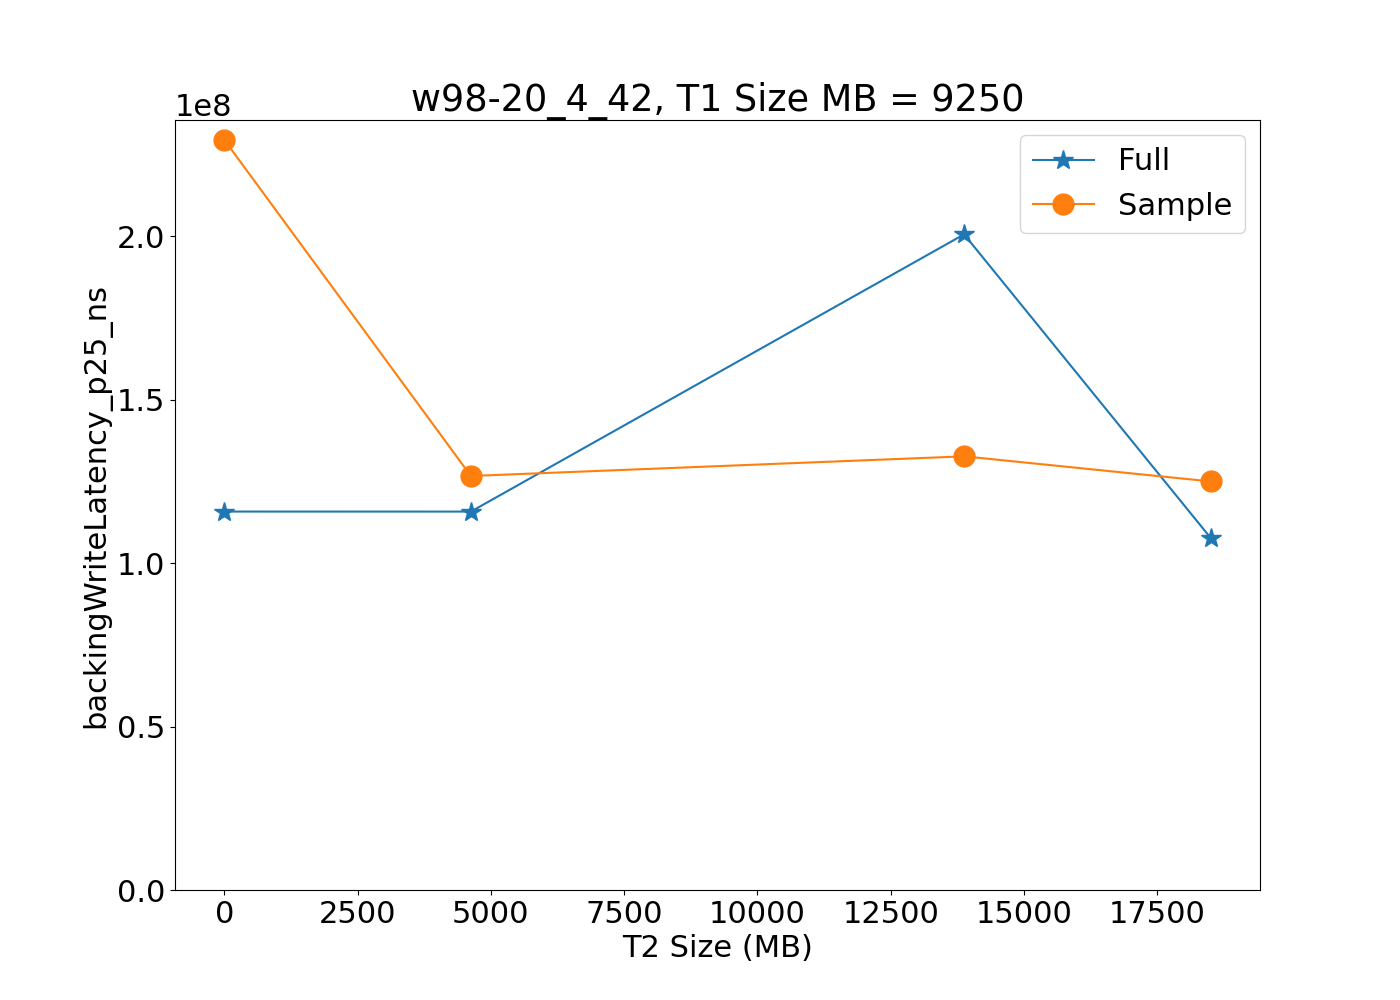 w98-20_4_42, T1 Size MB = 9250
1e8
Full
Sample
2.0
1.5
1.0
0.5
0.0
backingWriteLatency_p25_ns
0 2500 5000 7500 10000 12500 15000 17500
T2 Size (MB)